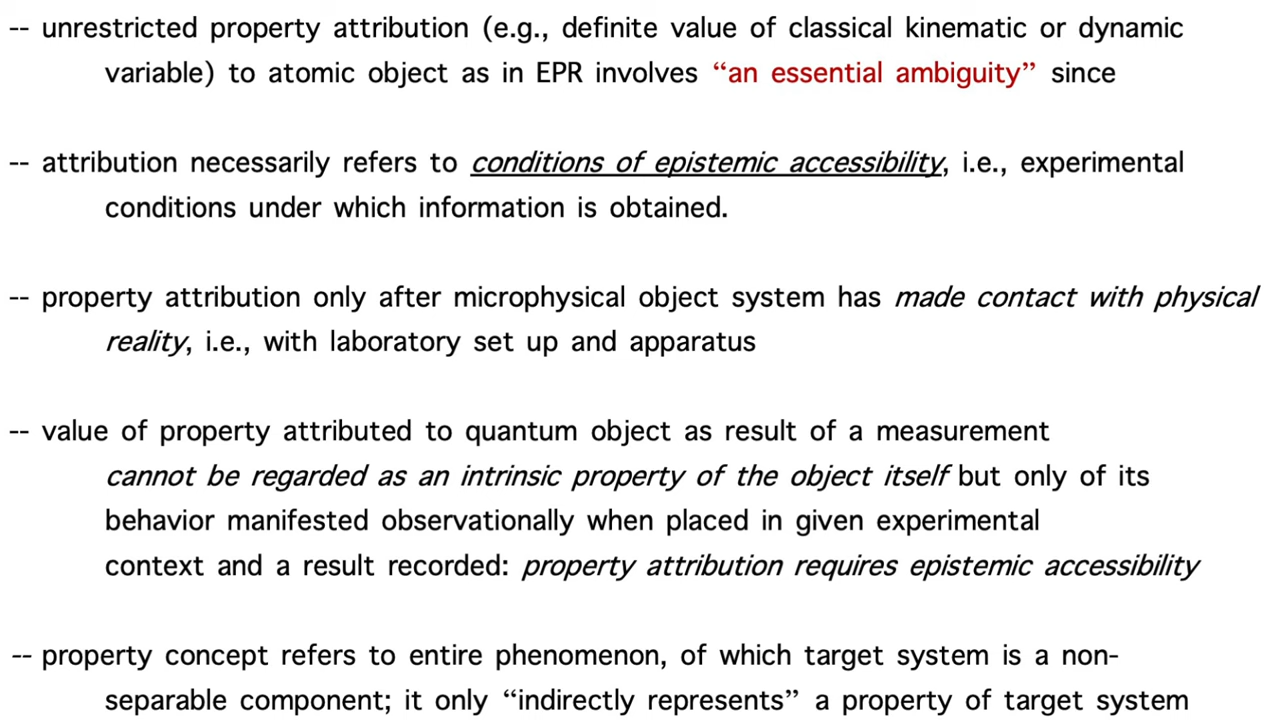 -- unrestricted property attribution (e.g., definite value of classical kinematic or dynamic
variable) to atomic object as in EPR involves “an essential ambiguity” since
-- attribution necessarily refers to conditions of epistemic accessibility, i.e., experimental
conditions under which information is obtained.
-- property attribution only after microphysical object system has made contact with physical
reality, i.e., with laboratory set up and apparatus
-- value of property attributed to quantum object as result of a measurement
cannot be regarded as an intrinsic property of the object itself but only of its
behavior manifested observationally when placed in given experimental
context and a result recorded: property attribution requires epistemic accessibility
-- property concept refers to entire phenomenon, of which target system is a non-
separable component; it only “indirectly represents” a property of target system